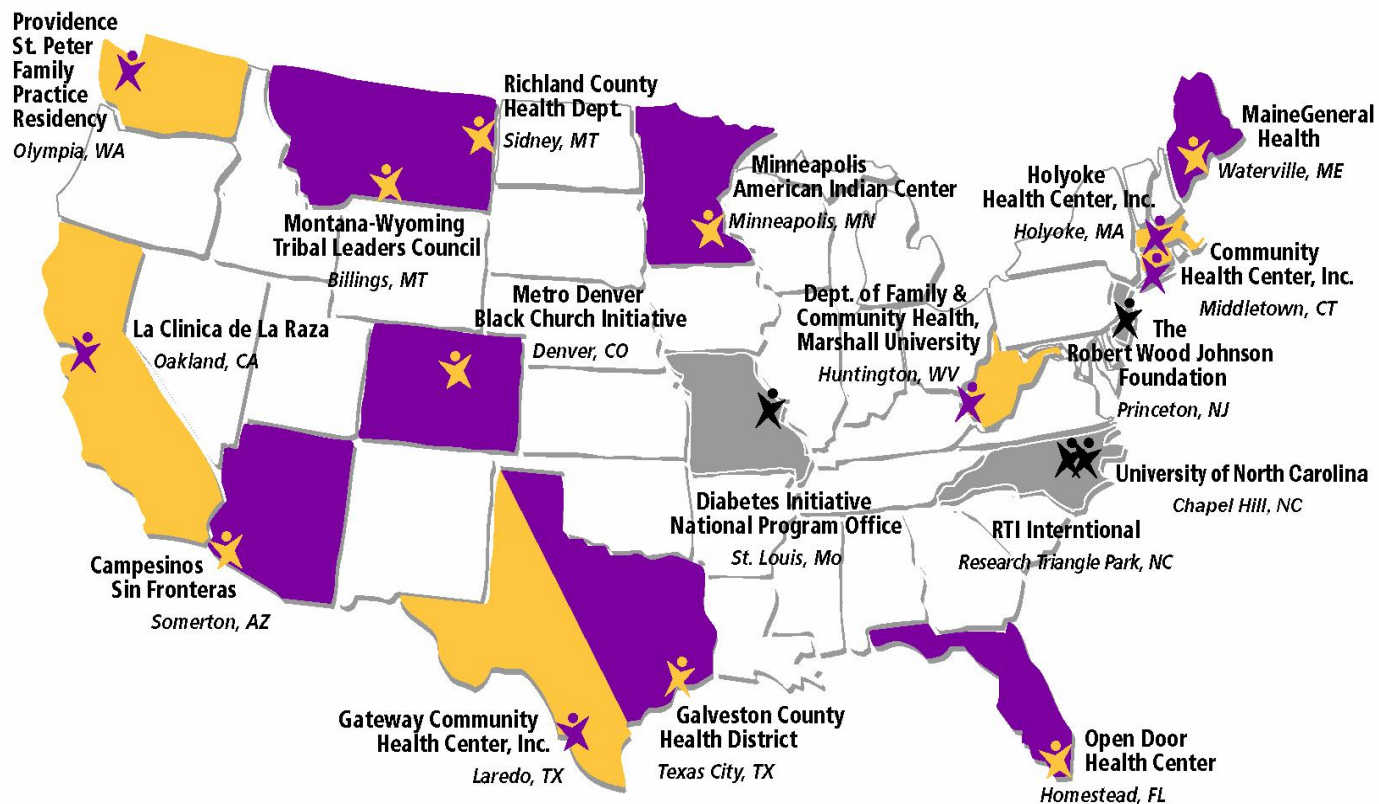 Providence
St. Peter
Family
Practice
Residency
Olympia, WA
Richland County
Health Dept.
Sidney, MT
Montana-Wyoming
Tribal Leaders Council
Billings, MT
Minneapolis
American Indian Center
Minneapolis, MN
MaineGeneral
Health
Waterville, ME
Holyoke
Health Center, Inc.
Holyoke, MA
Community
Health Center, Inc.
Middletown, CT
La Clinica de La Raza
Oakland, CA
Metro Denver
Black Church Initiative
Denver, CO
Dept. of Family &
Community Health,
Marshall University
Huntington, WV
The
Robert Wood Johnson
Foundation
Princeton, NJ
University of North Carolina
Chapel Hill, NC
Diabetes Initiative
National Program Office
St. Louis, Mo
RTI Interntional
Research Triangle Park, NC
Campesinos
Sin Fronteras
Somerton, AZ
Gateway Community
Health Center, Inc.
Laredo, TX
Galveston County
Health District
Texas City, TX
Open Door
Health Center
Homestead, FL